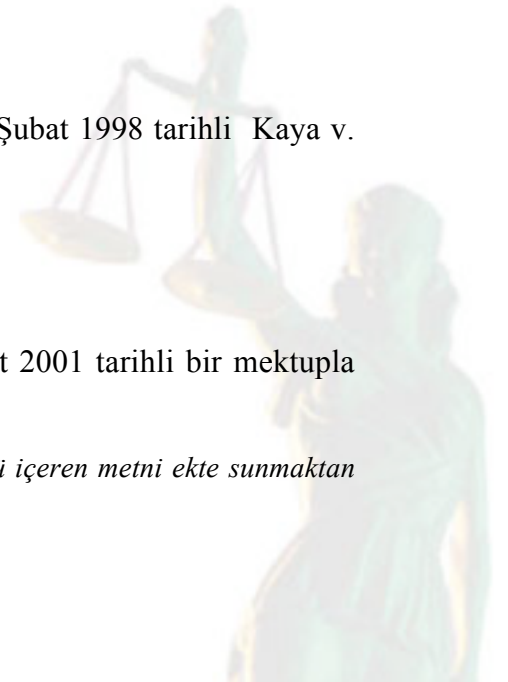 Şubat 1998 tarihli Kaya v.
2001 tarihli bir mektupla
içeren metni ekte sunmaktan